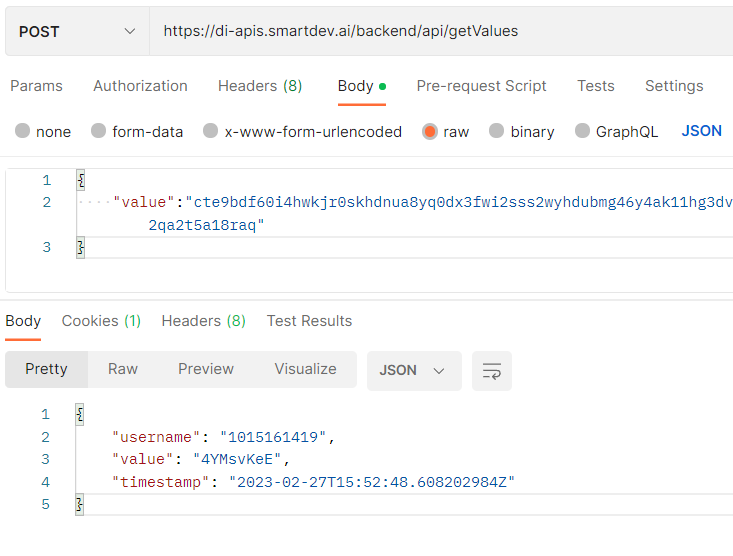 POST https://di-apis.smartdev.ai/backend/api/getValues
Params Authorization Headers (8) Body Pre-request Script Tests Settings
none form-data x-www-form-urlencoded raw binary GraphQL JSON
1 {
2 "value":"cte9bdf60i4hwkjr0skhdnua8yq0dx3fwi2sss2wyhdubmg46y4ak11hg3dv
2qa2t5a18raq"
3 }
Body Cookies (1) Headers (8) Test Results
Pretty Raw Preview Visualize JSON
1 {
2 "username": "1015161419",
3 "value": "4YMsvKeE",
4 "timestamp": "2023-02-27T15:52:48.608202984Z"
5 }